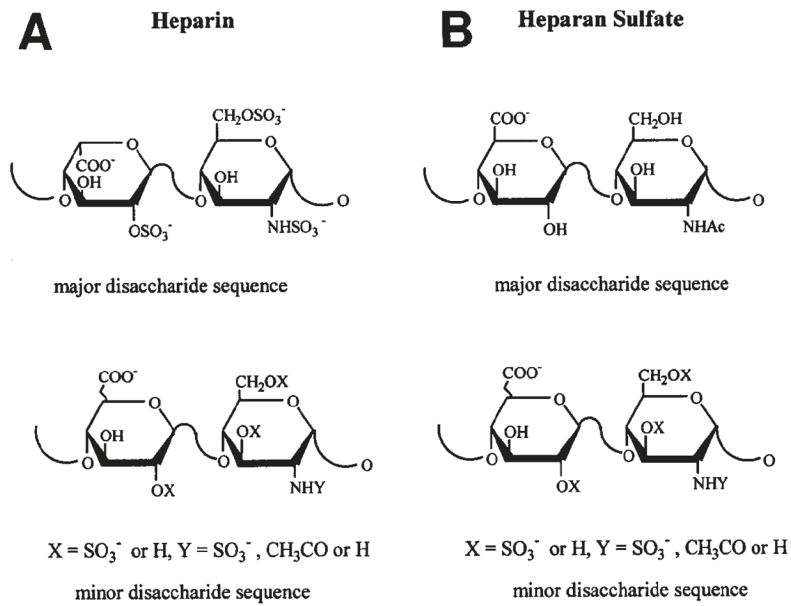 A
Heparin
CH₂OSO₃⁻
O
COO⁻
OH
OH
O
O
O
OSO₃⁻
NHSO₃⁻
major disaccharide sequence
COO⁻
CH₂OX
O
O
OH
OX
O
O
O
OX
NHY
X = SO₃⁻ or H, Y = SO₃⁻ , CH₃CO or H
minor disaccharide sequence
B
Heparan Sulfate
COO⁻
CH₂OH
O
O
OH
OH
O
O
O
OH
NHAc
major disaccharide sequence
COO⁻
CH₂OX
O
O
OH
OX
O
O
O
OX
NHY
X = SO₃⁻ or H, Y = SO₃⁻ , CH₃CO or H
minor disaccharide sequence